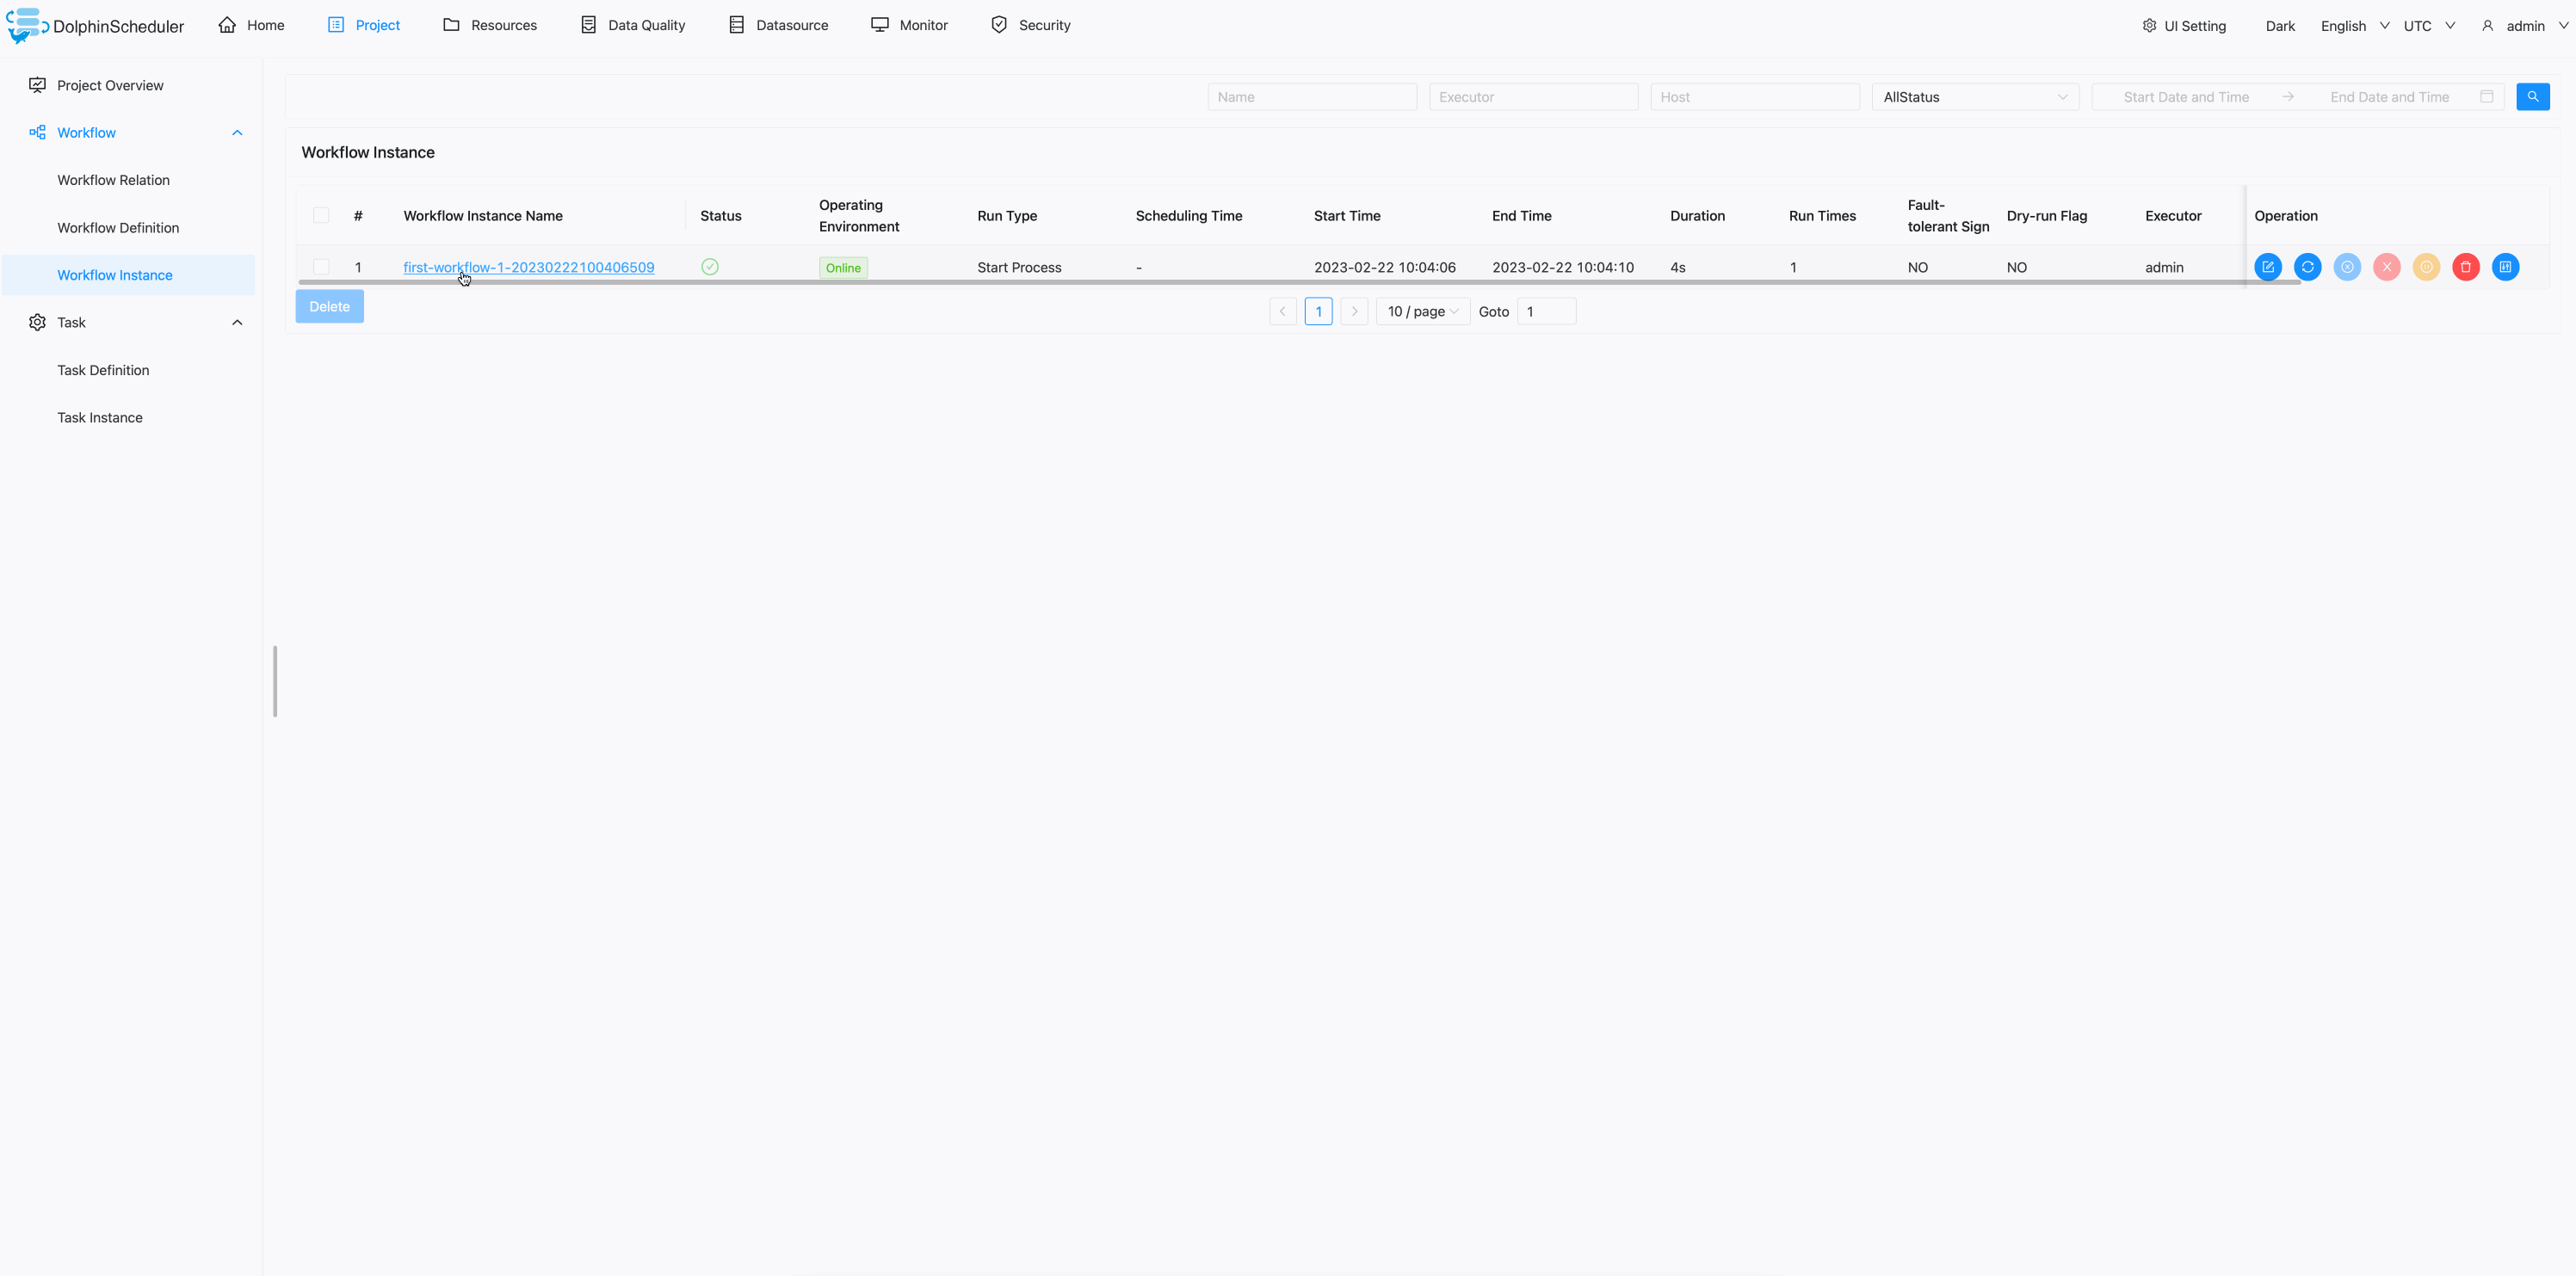 DolphinScheduler Home Project Resources Data Quality Datasource Monitor Security UI Setting Dark English UTC admin
Project Overview
Workflow
Workflow Relation
Workflow Definition
Workflow Instance
Task
Task Definition
Task Instance
Name Executor Host AllStatus Start Date and Time End Date and Time
Workflow Instance
# Workflow Instance Name Status Operating Environment Run Type Scheduling Time Start Time End Time Duration Run Times Fault-tolerant Sign Dry-run Flag Executor Operation
1 first-workflow-1-20230222100406509 Online Start Process - 2023-02-22 10:04:06 2023-02-22 10:04:10 4s 1 NO NO admin
Delete 1 10 / page Goto 1